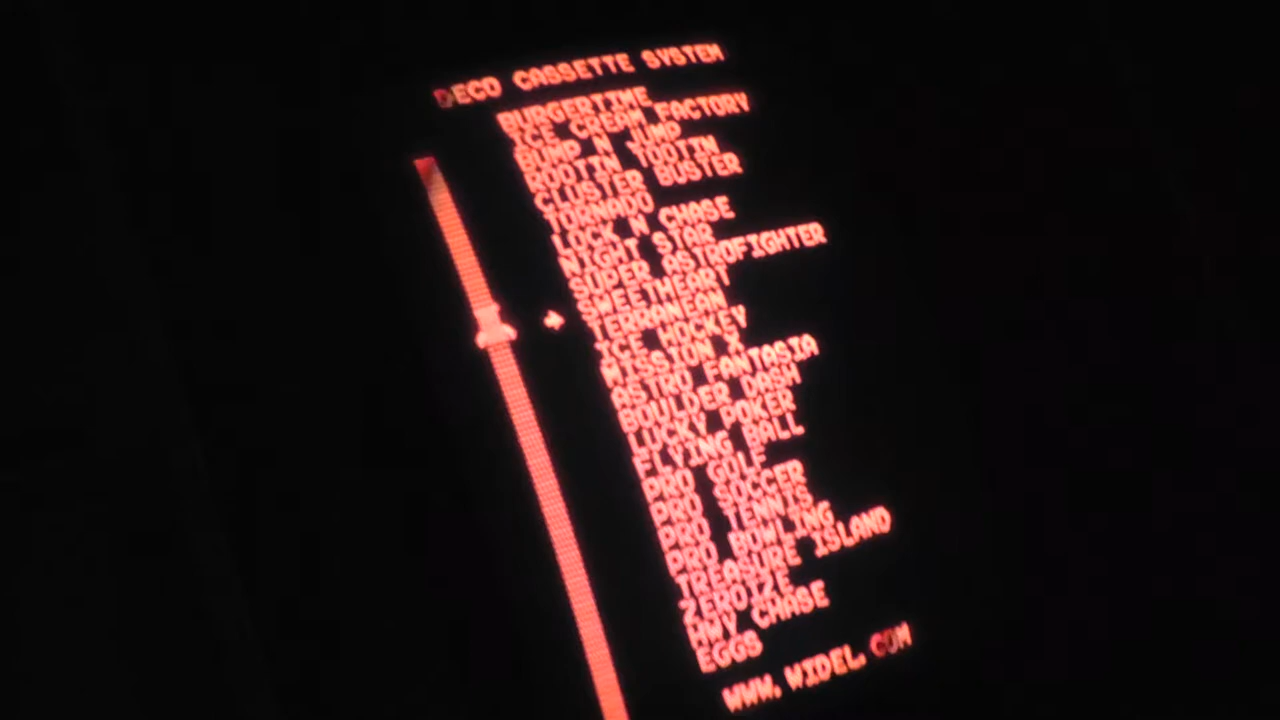 DECO CASSETTE SYSTEM
BURGERTIME
ICE CREAM FACTORY
BUMP N JUMP
ROOTIN TOOTIN
CLUSTER BUSTER
TORNADO
LOCK N CHASE
NIGHT STAR
SUPER ASTROFIGHTER
SWEETHEART
TERRANEAN
ICE HOCKEY
MISSION X
ASTRO FANTASIA
BOULDER DASH
LUCKY POKER
FLYING BALL
PRO GOLF
PRO SOCCER
PRO TENNIS
PRO BOWLING
TREASURE ISLAND
ZEROIZE
HWY CHASE
EGGS
WWW.WIDEL.COM